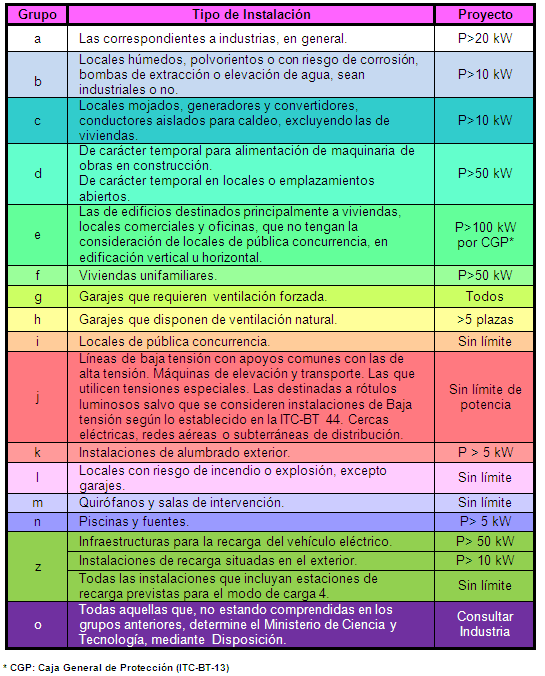 Grupo Tipo de Instalación Proyecto
a Las correspondientes a industrias, en general. P>20 kW
b Locales húmedos, polvorientos o con riesgo de corrosión,
bombas de extracción o elevación de agua, sean
industriales o no. P>10 kW
c Locales mojados, generadores y convertidores,
conductores aislados para caldeo, excluyendo las de
viviendas. P>10 kW
d De carácter temporal para alimentación de maquinaria de
obras en construcción.
De carácter temporal en locales o emplazamientos
abiertos. P>50 kW
e Las de edificios destinados principalmente a viviendas,
locales comerciales y oficinas, que no tengan la
consideración de locales de pública concurrencia, en
edificación vertical u horizontal. P>100 kW
por CGP*
f Viviendas unifamiliares. P>50 kW
g Garajes que requieren ventilación forzada. Todos
h Garajes que disponen de ventilación natural. >5 plazas
i Locales de pública concurrencia. Sin límite
j Líneas de baja tensión con apoyos comunes con las de
alta tensión. Máquinas de elevación y transporte. Las que
utilicen tensiones especiales. Las destinadas a rótulos
luminosos salvo que se consideren instalaciones de Baja
tensión según lo establecido en la ITC-BT 44. Cercas
eléctricas, redes aéreas o subterráneas de distribución. Sin límite de
potencia
k Instalaciones de alumbrado exterior. P > 5 kW
l Locales con riesgo de incendio o explosión, excepto
garajes. Sin límite
m Quirófanos y salas de intervención. Sin límite
n Piscinas y fuentes. P> 5 kW
z Infraestructuras para la recarga del vehículo eléctrico. P> 50 kW
Instalaciones de recarga situadas en el exterior. P> 10 kW
Todas las instalaciones que incluyan estaciones de
recarga previstas para el modo de carga 4. Sin límite
o Todas aquellas que, no estando comprendidas en los
grupos anteriores, determine el Ministerio de Ciencia y
Tecnología, mediante Disposición. Consultar
Industria
* CGP: Caja General de Protección (ITC-BT-13)